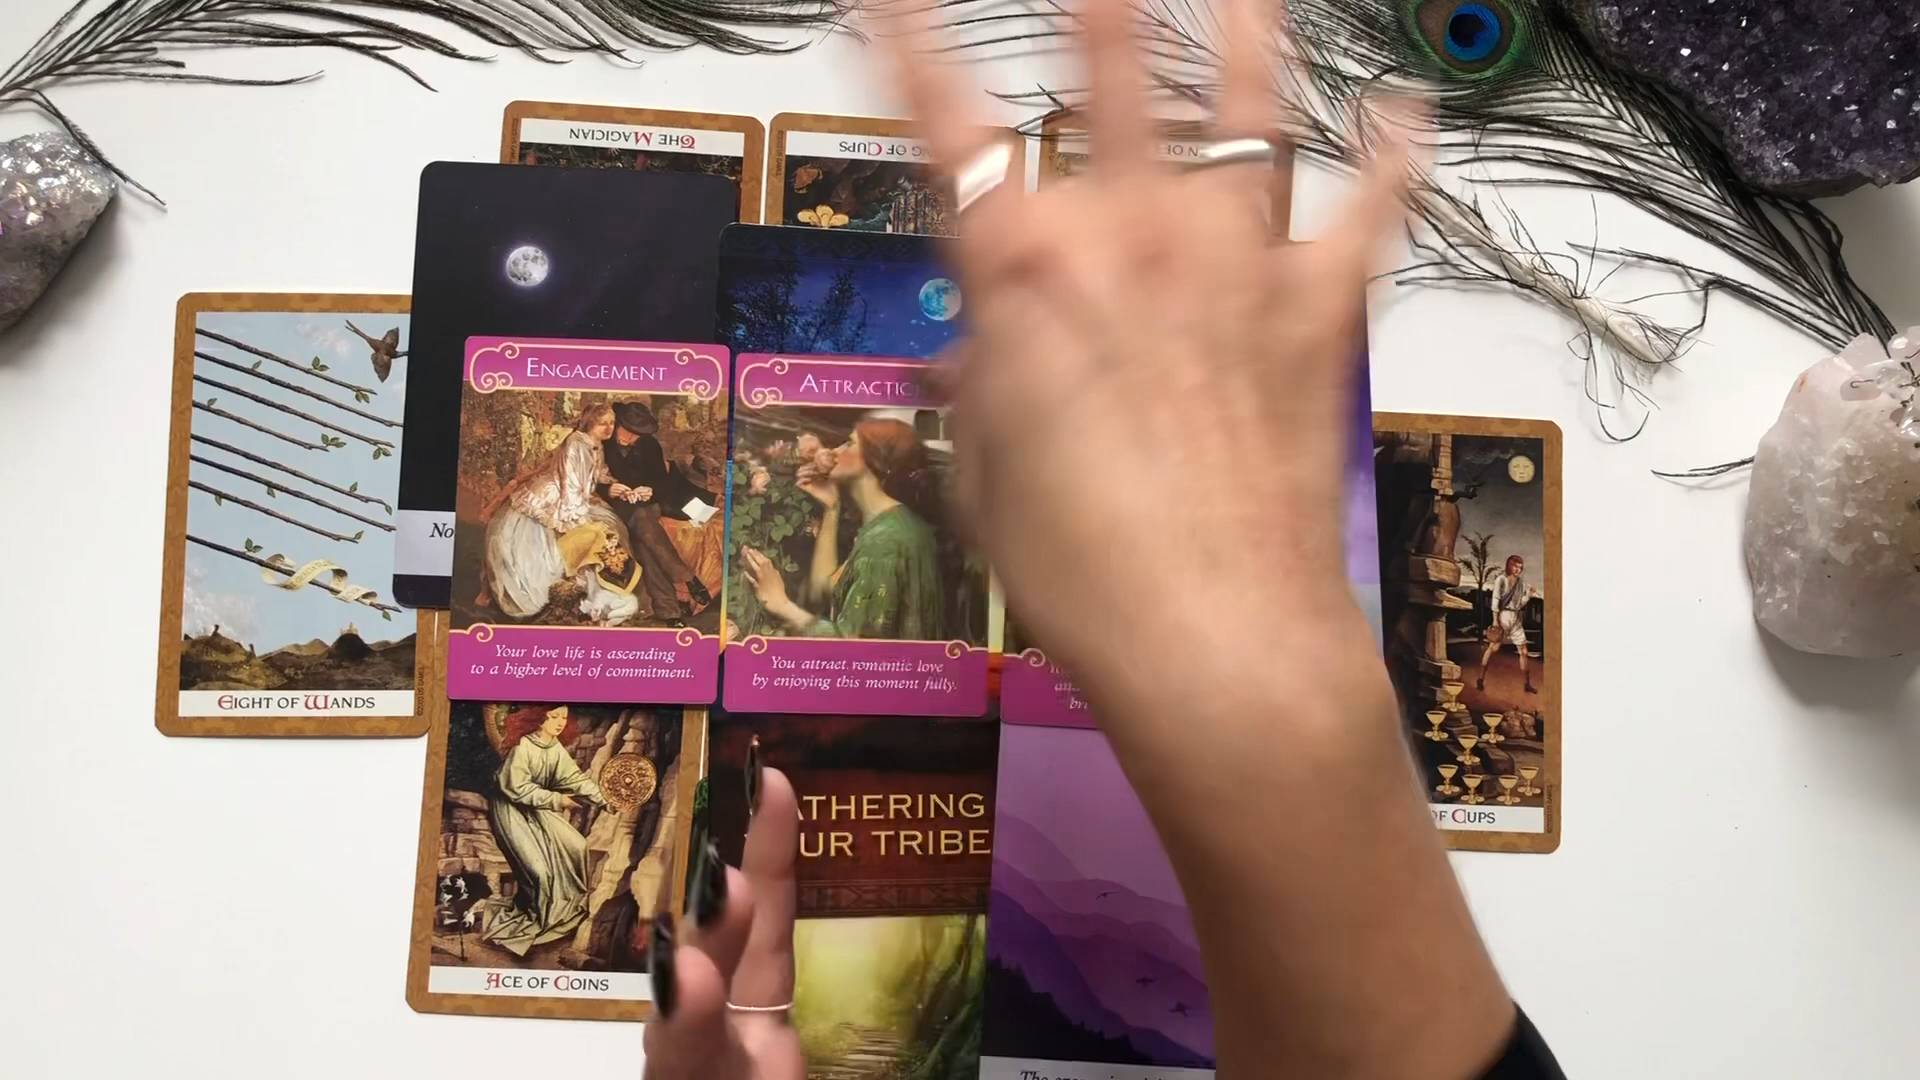 THE MAGICIAN
OF CUPS
ENGAGEMENT
No
Your love life is ascending
to a higher level of commitment.
You attract romantic love
by enjoying this moment fully.
EIGHT OF WANDS
OF CUPS
ATHERING
UR TRIBE
ACE OF COINS